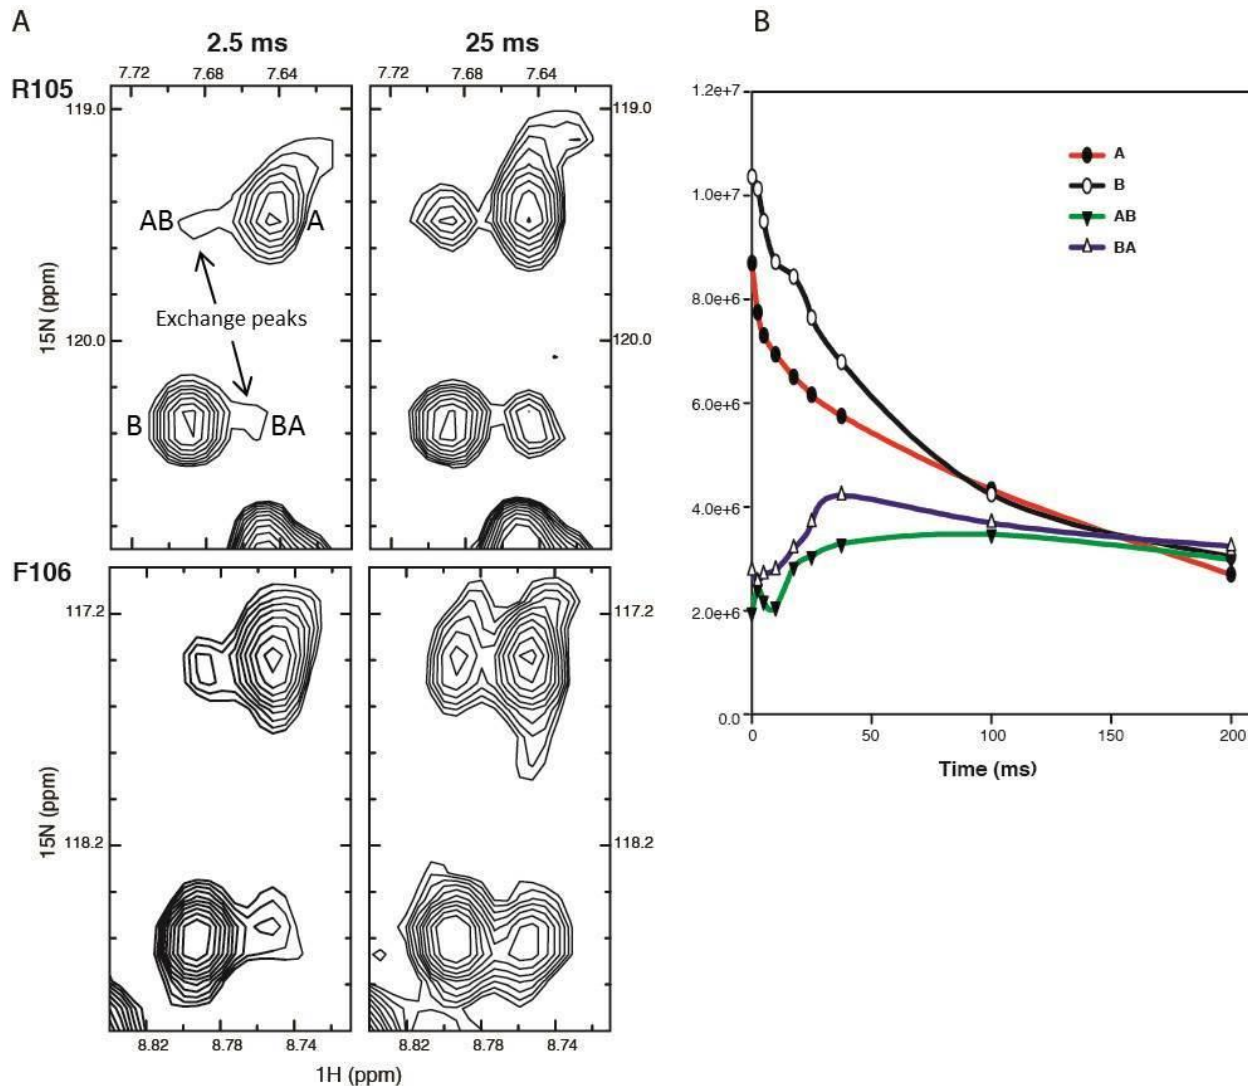 A
B
2.5 ms
25 ms
7.72 7.68 7.64
7.72 7.68 7.64
R105
119.0
119.0
AB
A
Exchange peaks
15N (ppm)
120.0
120.0
B
BA
F106
117.2
117.2
15N (ppm)
118.2
118.2
8.82 8.78 8.74
8.82 8.78 8.74
1H (ppm)
1.2e+7
1.0e+7
8.0e+6
6.0e+6
4.0e+6
2.0e+6
0.0
A
B
AB
BA
0 50 100 150 200
Time (ms)